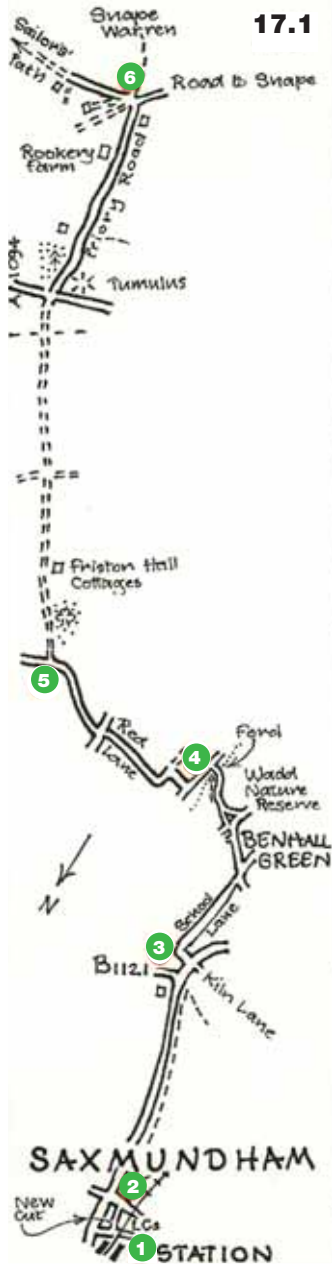 17.1
Snape
Warren
Sailors'
Path
6
Road to Snape
Rookery
Farm
Priory Road
A1094
Tumulus
Friston Hall
Cottages
5
Red
Lane
4
Ford
Wadd
Nature
Reserve
BENHALL
GREEN
N
School
Lane
3
B1121
Kiln Lane
SAXMUNDHAM
2
New
Cut
LCs
1
STATION